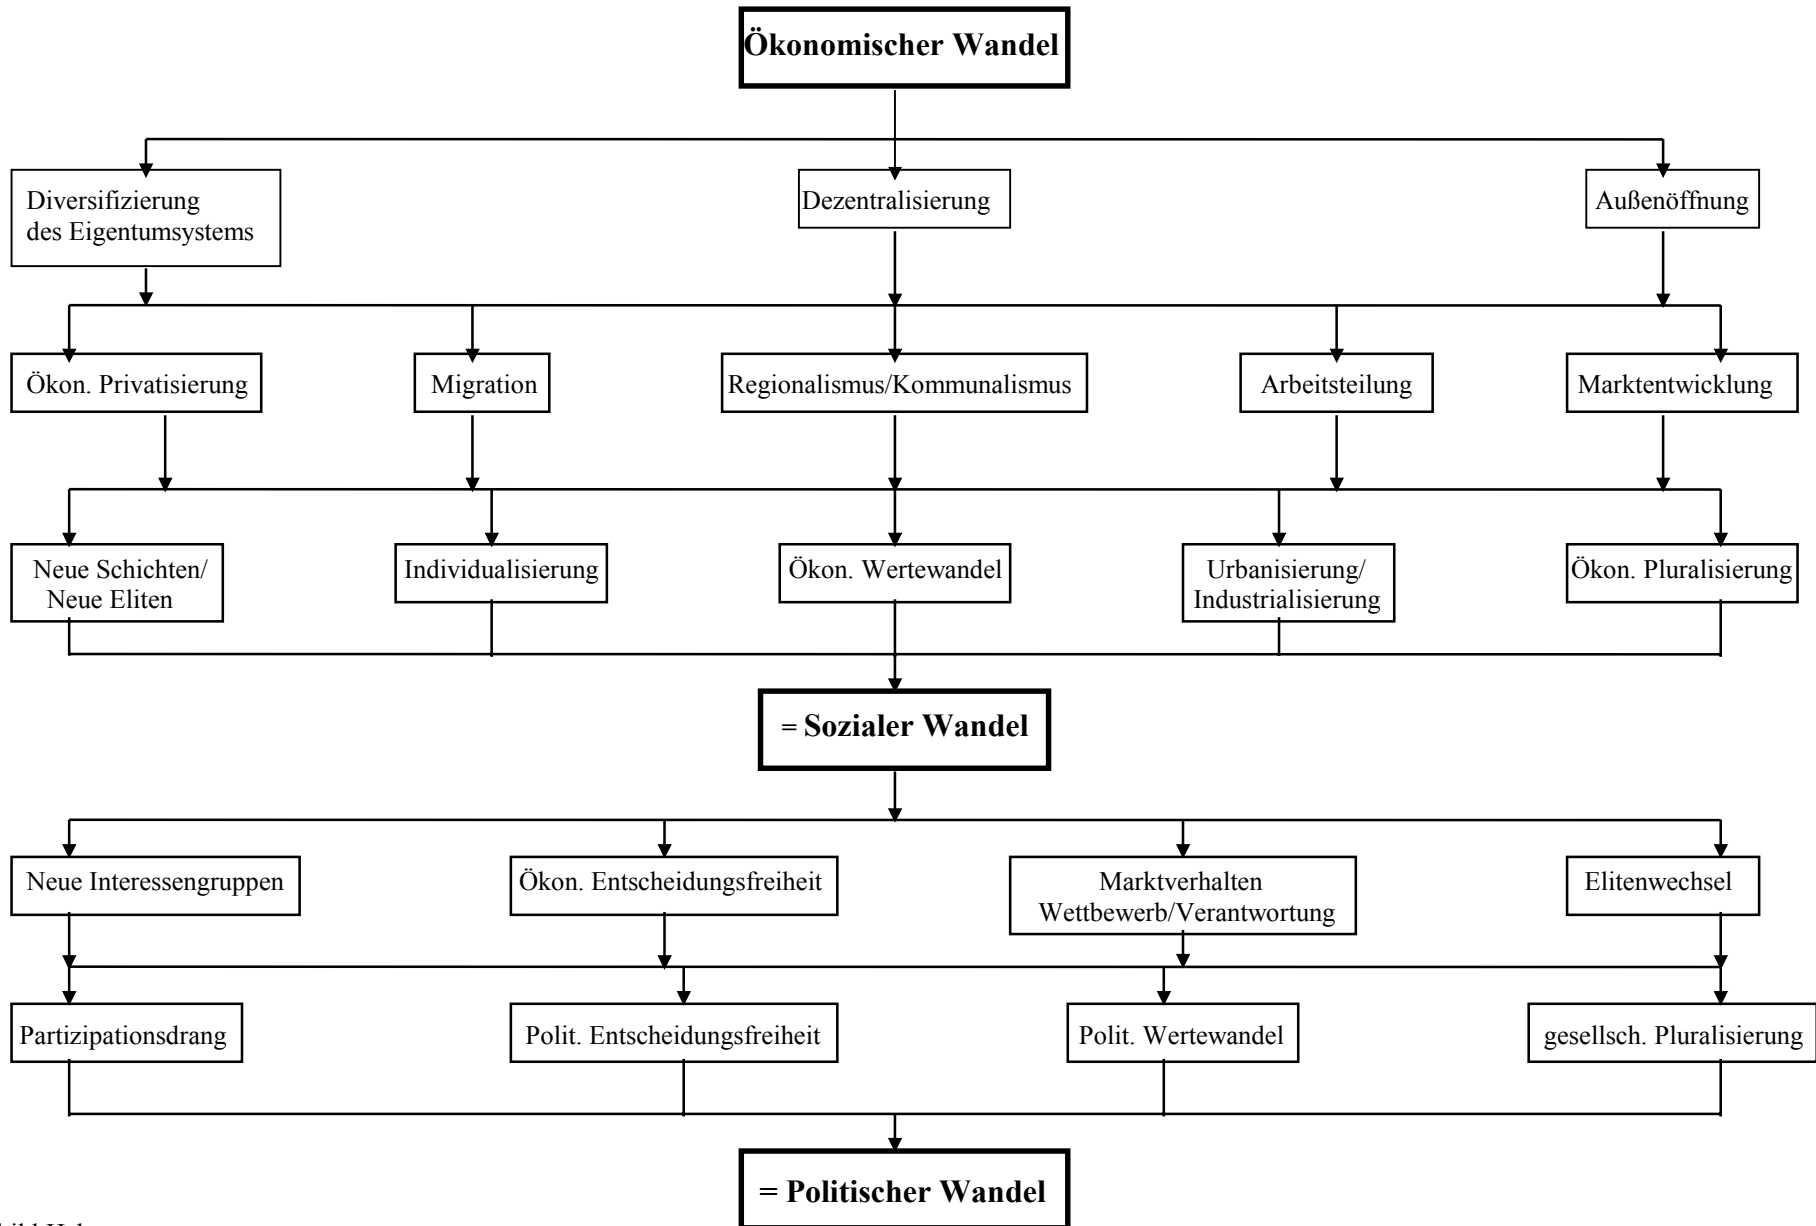 Ökonomischer Wandel
Diversifizierung
des Eigentumsystems
Dezentralisierung
Außenöffnung
Ökon. Privatisierung
Migration
Regionalismus/Kommunalismus
Arbeitsteilung
Marktentwicklung
Neue Schichten/
Neue Eliten
Individualisierung
Ökon. Wertewandel
Urbanisierung/
Industrialisierung
Ökon. Pluralisierung
= Sozialer Wandel
Neue Interessengruppen
Ökon. Entscheidungsfreiheit
Marktverhalten
Wettbewerb/Verantwortung
Elitenwechsel
Partizipationsdrang
Polit. Entscheidungsfreiheit
Polit. Wertewandel
gesellsch. Pluralisierung
= Politischer Wandel